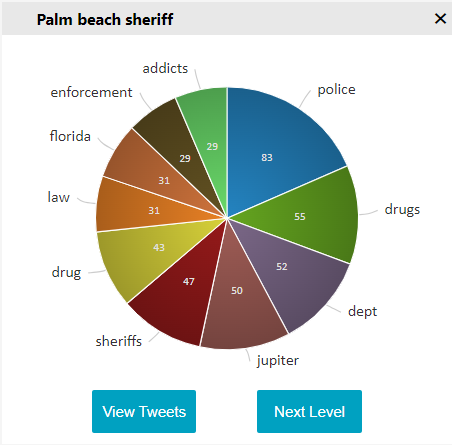 Palm beach sheriff ✕
addicts
enforcement
police
florida
29
29
83
31
law
31
55
drugs
43
52
drug
47
50
dept
sheriffs
jupiter
View Tweets
Next Level